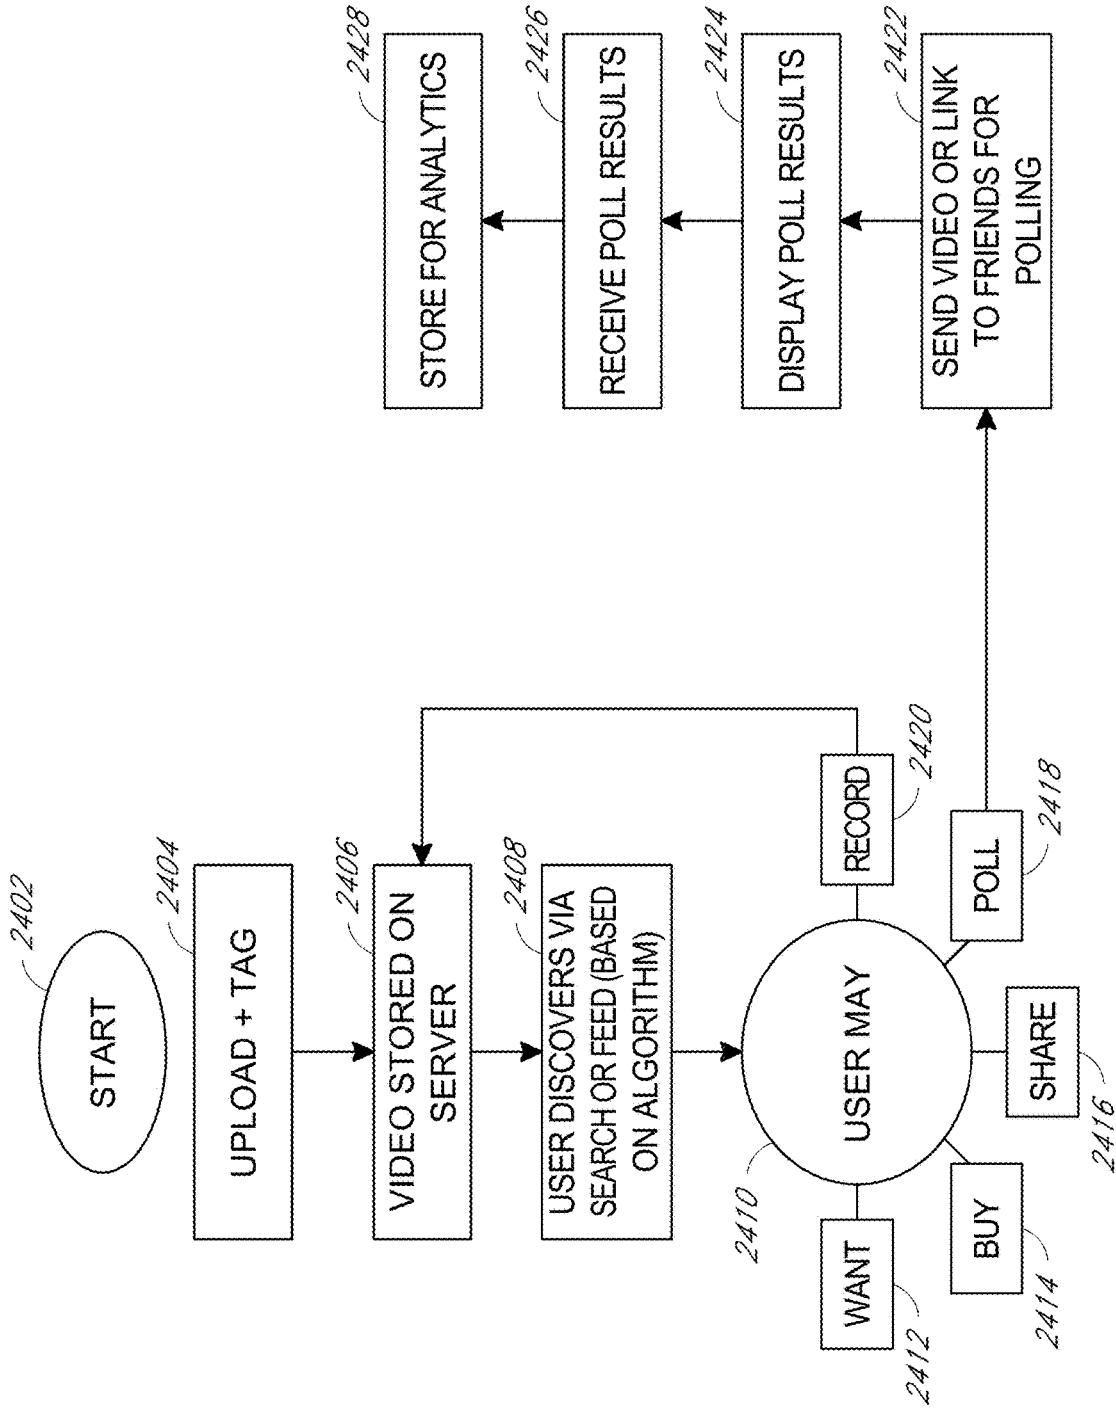 2402
START
2404
UPLOAD + TAG
2406
VIDEO STORED ON
SERVER
2408
USER DISCOVERS VIA
SEARCH OR FEED (BASED
ON ALGORITHM)
2410
USER MAY
WANT
2412
BUY
2414
SHARE
2416
POLL
2418
RECORD
2420
2422
SEND VIDEO OR LINK
TO FRIENDS FOR
POLLING
2424
DISPLAY POLL RESULTS
2426
RECEIVE POLL RESULTS
2428
STORE FOR ANALYTICS